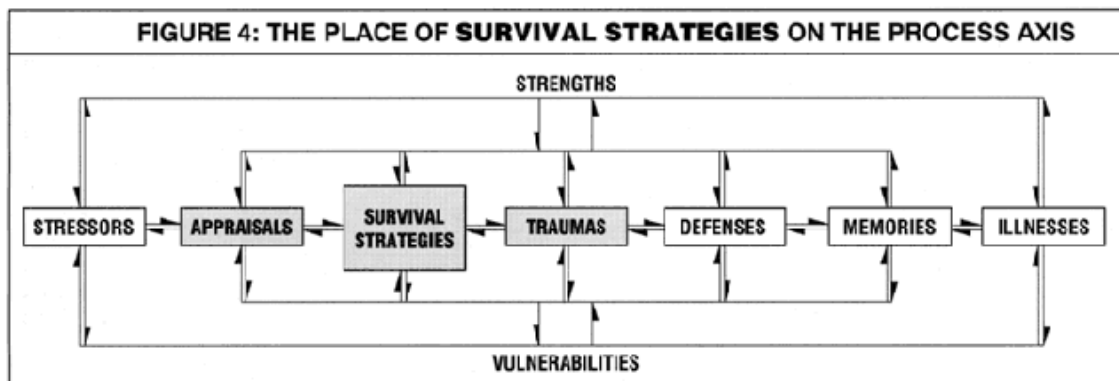 FIGURE 4: THE PLACE OF SURVIVAL STRATEGIES ON THE PROCESS AXIS
STRENGTHS
STRESSORS
APPRAISALS
SURVIVAL
STRATEGIES
TRAUMAS
DEFENSES
MEMORIES
ILLNESSES
VULNERABILITIES